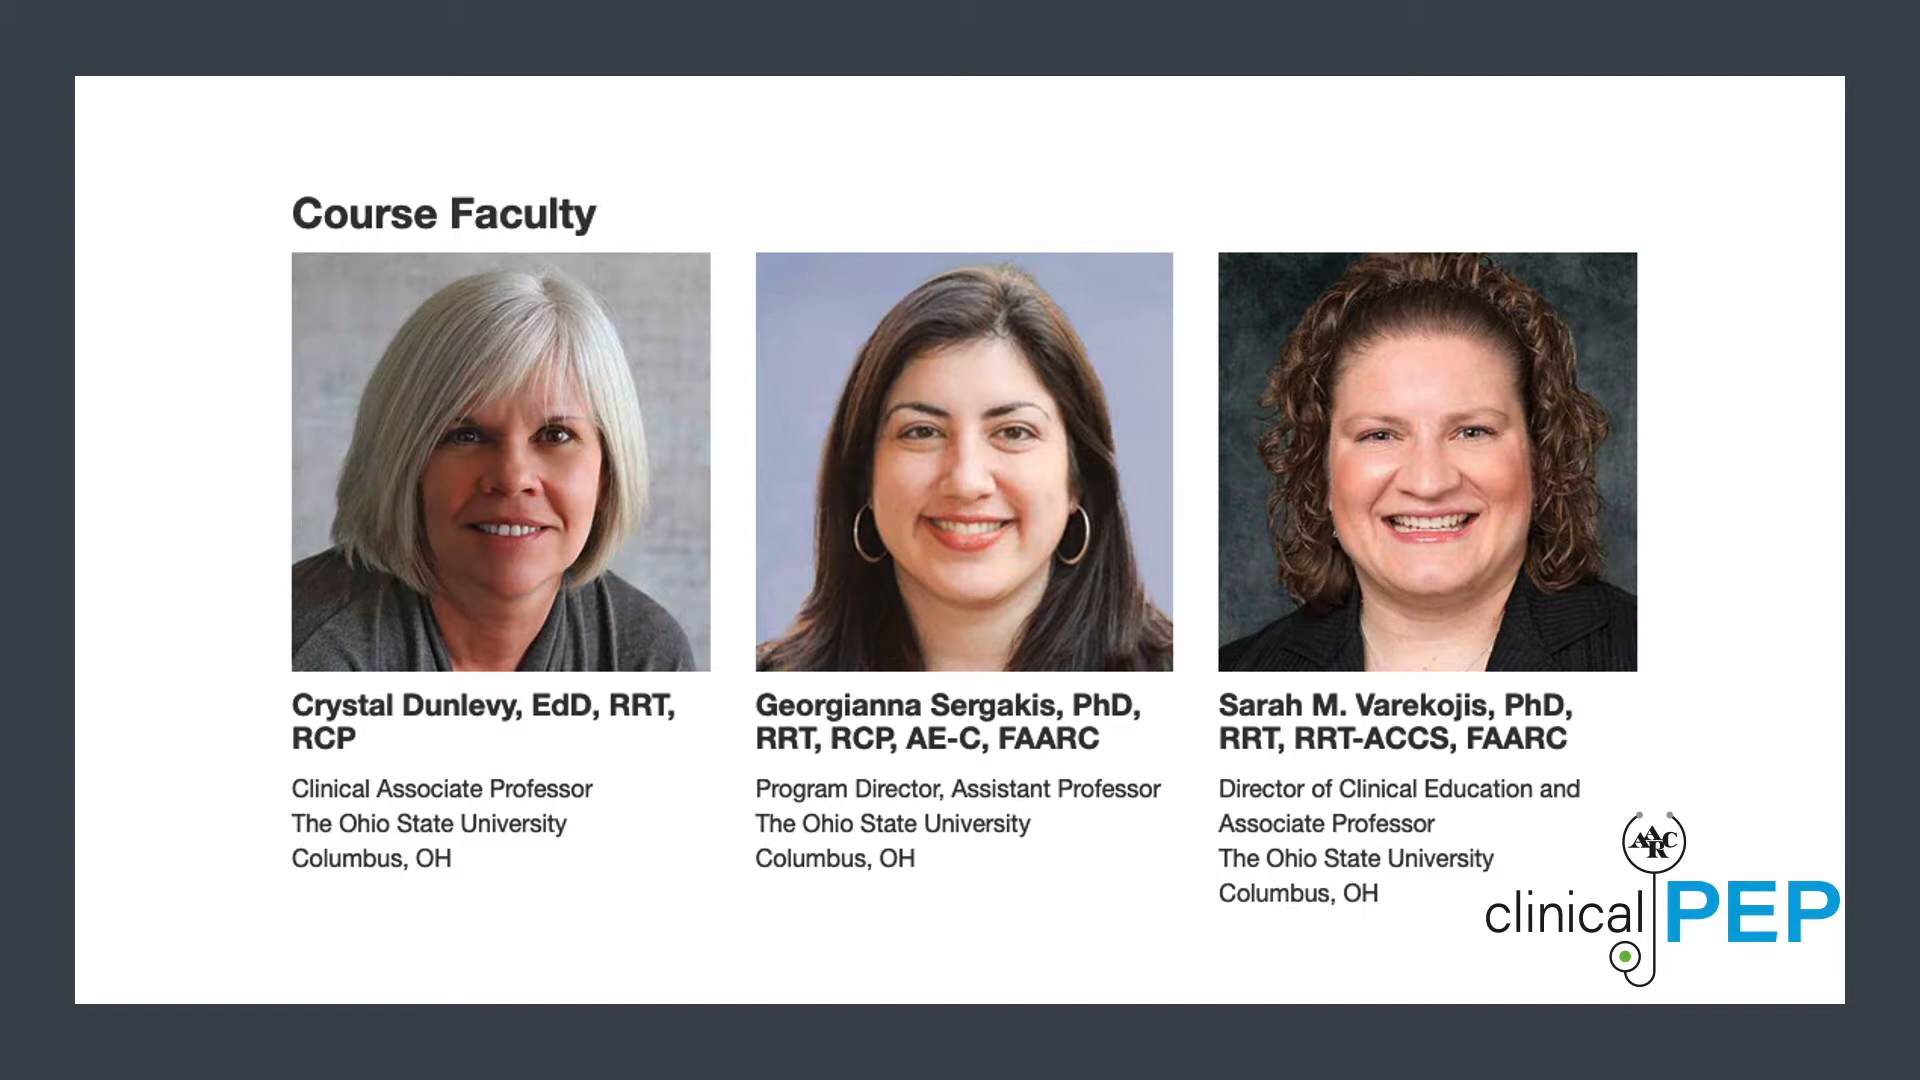 Course Faculty
Crystal Dunlevy, EdD, RRT,
RCP
Clinical Associate Professor
The Ohio State University
Columbus, OH
Georgianna Sergakis, PhD,
RRT, RCP, AE-C, FAARC
Program Director, Assistant Professor
The Ohio State University
Columbus, OH
Sarah M. Varekojis, PhD,
RRT, RRT-ACCS, FAARC
Director of Clinical Education and
Associate Professor
The Ohio State University
Columbus, OH
AARC
clinical PEP